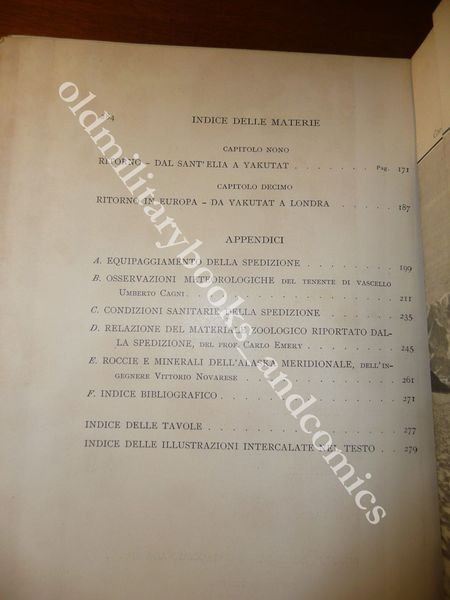 INDICE DELLE MATERIE
CAPITOLO NONO
RITORNO – DAL SANT'ELIA A YAKUTAT . . . . . . . Pag. 171
CAPITOLO DECIMO
RITORNO IN EUROPA – DA YAKUTAT A LONDRA . . . . . 187
APPENDICI
A. EQUIPAGGIAMENTO DELLA SPEDIZIONE . . . . . . . . 199
B. OSSERVAZIONI METEOROLOGICHE DEL TENENTE DI VASCELLO
UMBERTO CAGNI . . . . . . . . . . . . . . . . 211
C. CONDIZIONI SANITARIE DELLA SPEDIZIONE . . . . . . 235
D. RELAZIONE DEL MATERIALE ZOOLOGICO RIPORTATO DAL-
LA SPEDIZIONE, DEL PROF. CARLO EMERY . . . . . . . 245
E. ROCCIE E MINERALI DELL'ALASKA MERIDIONALE, DELL'IN-
GEGNERE VITTORIO NOVARESE . . . . . . . . . . . 261
F. INDICE BIBLIOGRAFICO . . . . . . . . . . . . . 271
INDICE DELLE TAVOLE . . . . . . . . . . . . . . 277
INDICE DELLE ILLUSTRAZIONI INTERCALATE NEL TESTO . . 279
oldmilitarybooks_andcomics